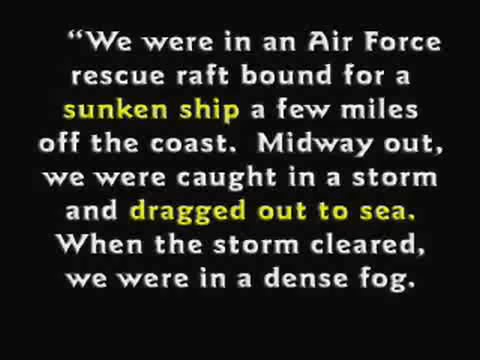 “We were in an Air Force
rescue raft bound for a
sunken ship a few miles
off the coast.  Midway out,
we were caught in a storm
and dragged out to sea.
When the storm cleared,
we were in a dense fog.